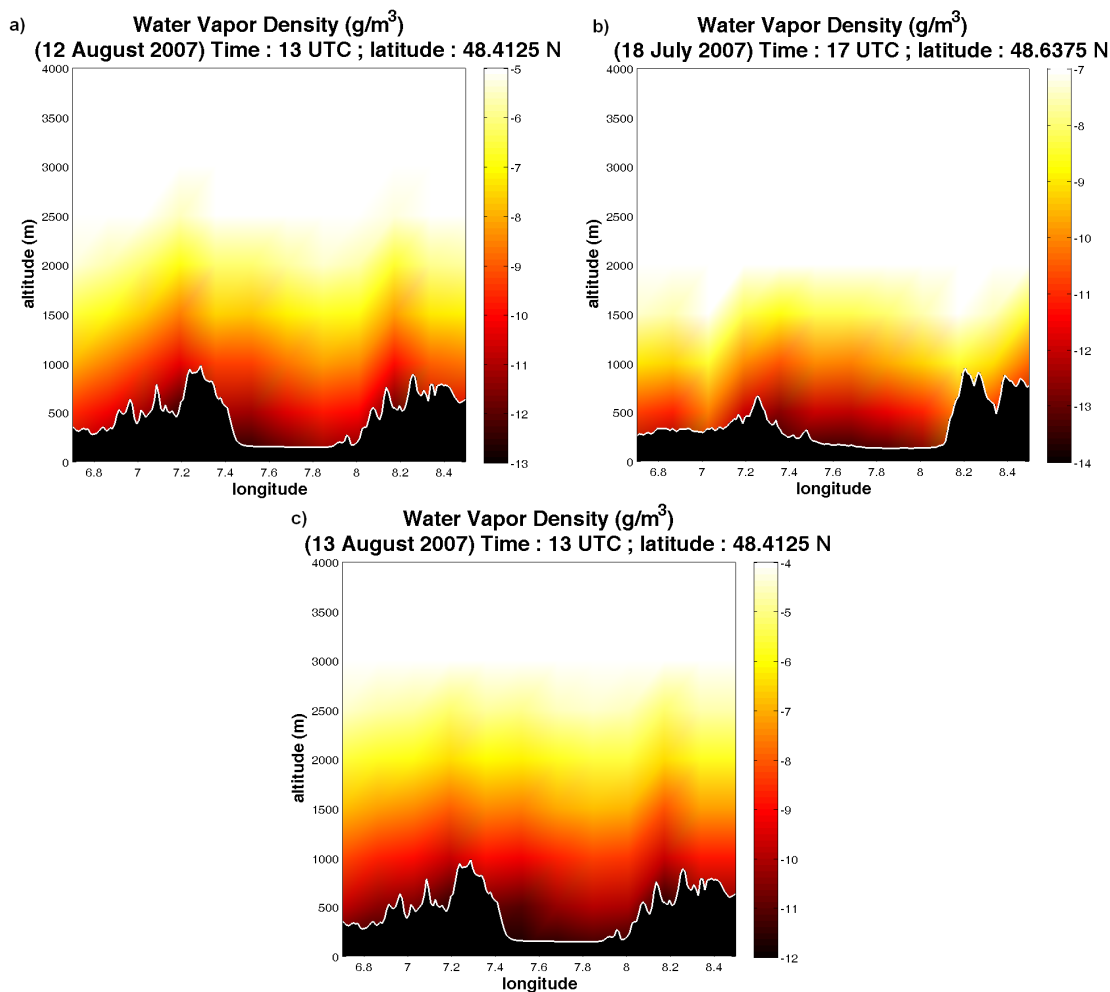 a)
Water Vapor Density (g/m³)
(12 August 2007) Time : 13 UTC ; latitude : 48.4125 N
4000
3500
3000
2500
2000
1500
1000
500
0
altitude (m)
6.8 7 7.2 7.4 7.6 7.8 8 8.2 8.4
longitude
-5
-6
-7
-8
-9
-10
-11
-12
-13
b)
Water Vapor Density (g/m³)
(18 July 2007) Time : 17 UTC ; latitude : 48.6375 N
4000
3500
3000
2500
2000
1500
1000
500
0
altitude (m)
6.8 7 7.2 7.4 7.6 7.8 8 8.2 8.4
longitude
-7
-8
-9
-10
-11
-12
-13
-14
c)
Water Vapor Density (g/m³)
(13 August 2007) Time : 13 UTC ; latitude : 48.4125 N
4000
3500
3000
2500
2000
1500
1000
500
0
altitude (m)
6.8 7 7.2 7.4 7.6 7.8 8 8.2 8.4
longitude
-4
-5
-6
-7
-8
-9
-10
-11
-12